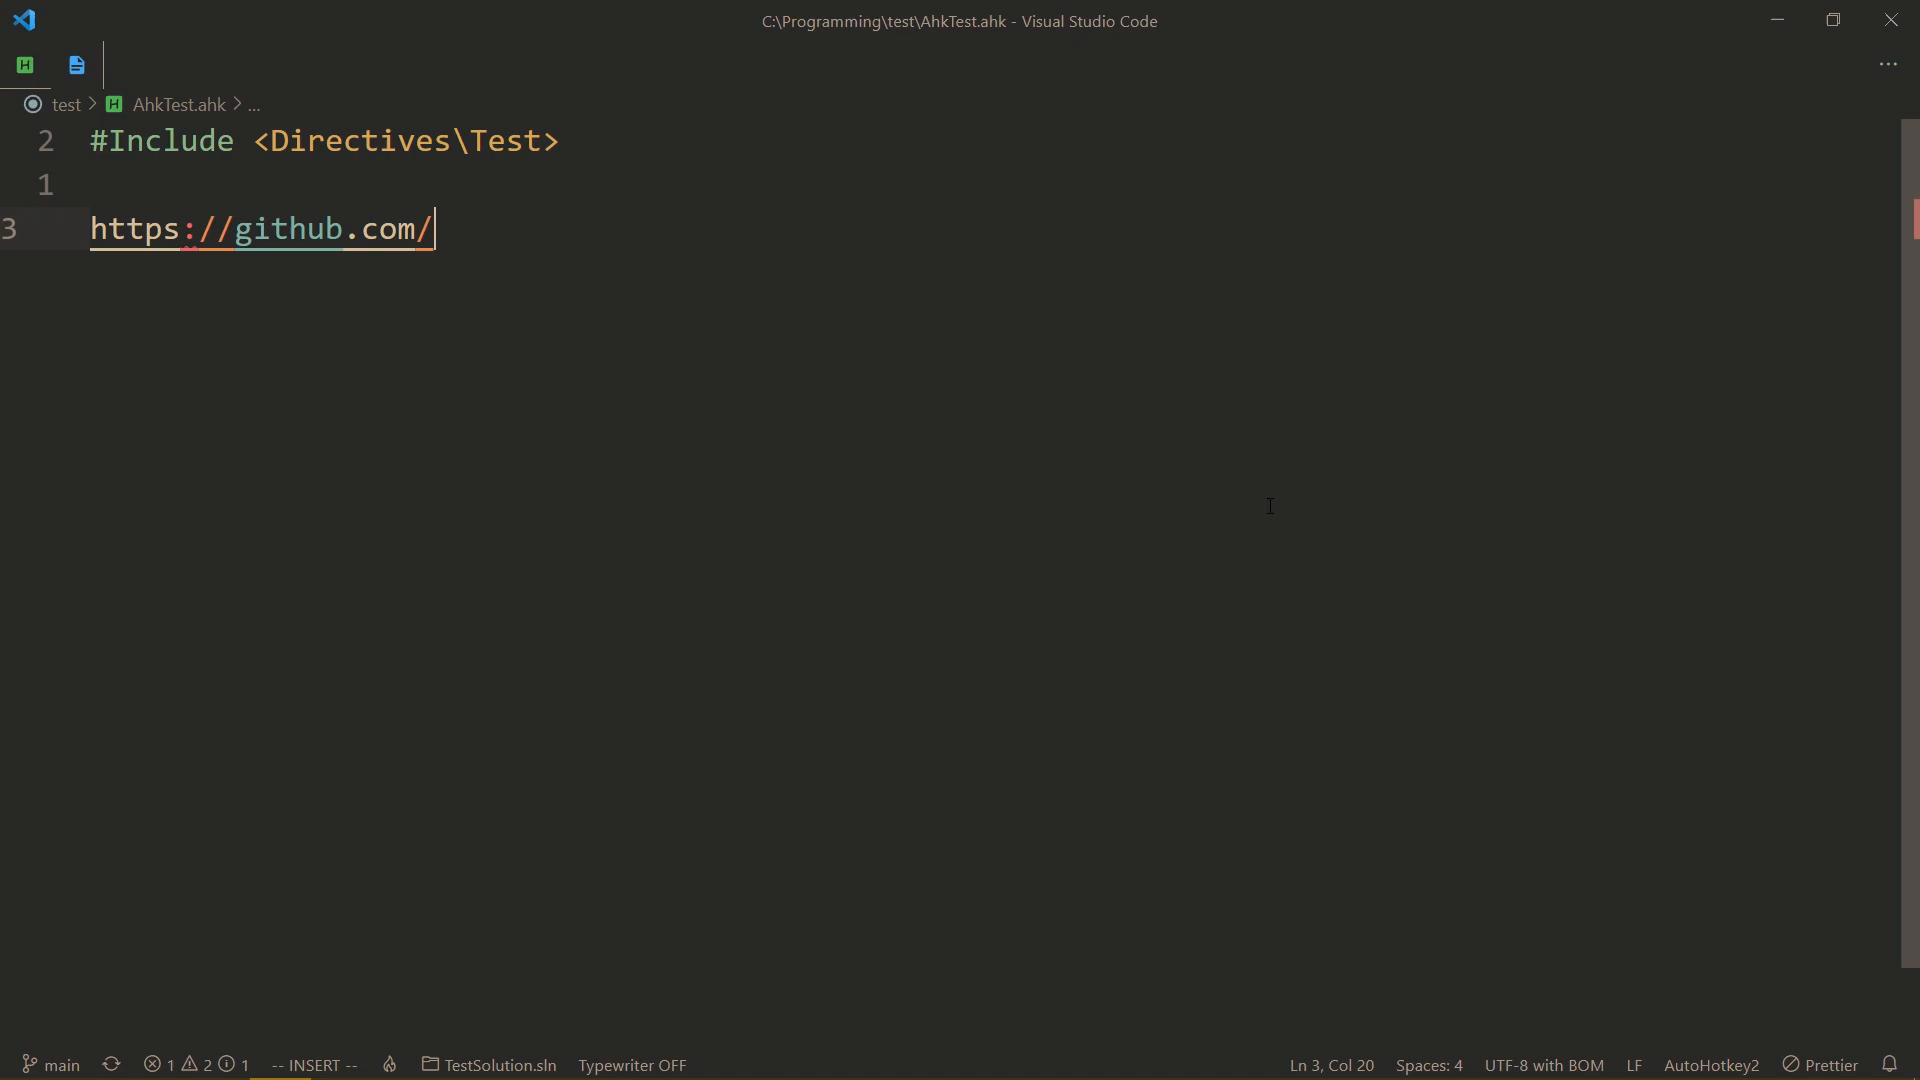 C:\Programming\test\AhkTest.ahk - Visual Studio Code
test > AhkTest.ahk > ...
2 #Include <Directives\Test>
1
3 https://github.com/
main 1 2 1 -- INSERT -- TestSolution.sln Typewriter OFF Ln 3, Col 20 Spaces: 4 UTF-8 with BOM LF AutoHotkey2 Prettier